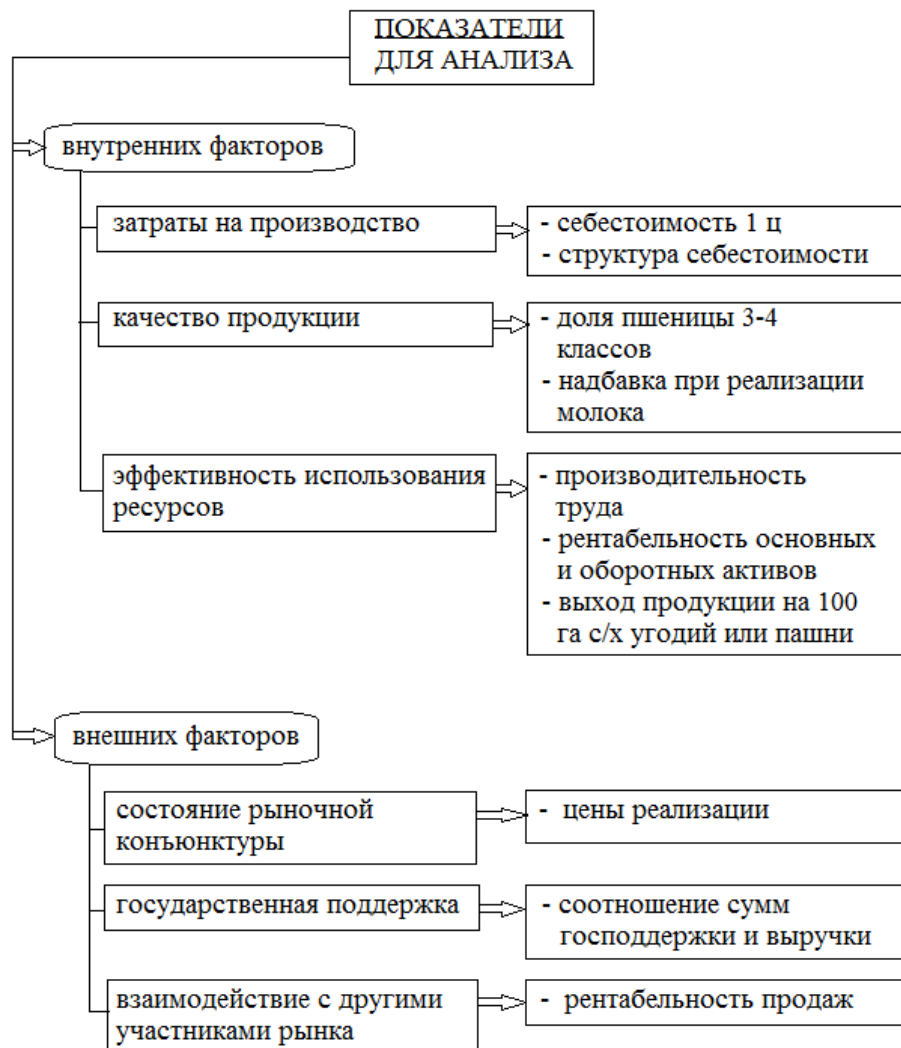 ПОКАЗАТЕЛИ
ДЛЯ АНАЛИЗА
внутренних факторов
затраты на производство
- себестоимость 1 ц
- структура себестоимости
качество продукции
- доля пшеницы 3-4
классов
- надбавка при реализации
молока
эффективность использования
ресурсов
- производительность
труда
- рентабельность основных
и оборотных активов
- выход продукции на 100
га с/х угодий или пашни
внешних факторов
состояние рыночной
конъюнктуры
- цены реализации
государственная поддержка
- соотношение сумм
господдержки и выручки
взаимодействие с другими
участниками рынка
- рентабельность продаж